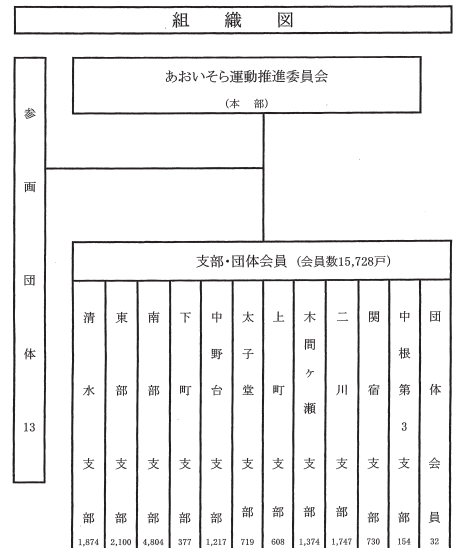 組織図
あおいそら運動推進委員会
(本 部)
参画団体 13
支部・団体会員 (会員数15,728戸)
清水支部 1,874
東部支部 2,100
南部支部 4,804
下町支部 377
中野台支部 1,217
太子堂支部 719
上町支部 608
木間ヶ瀬支部 1,374
二川支部 1,747
関宿支部 730
中根第3支部 154
団体会員 32